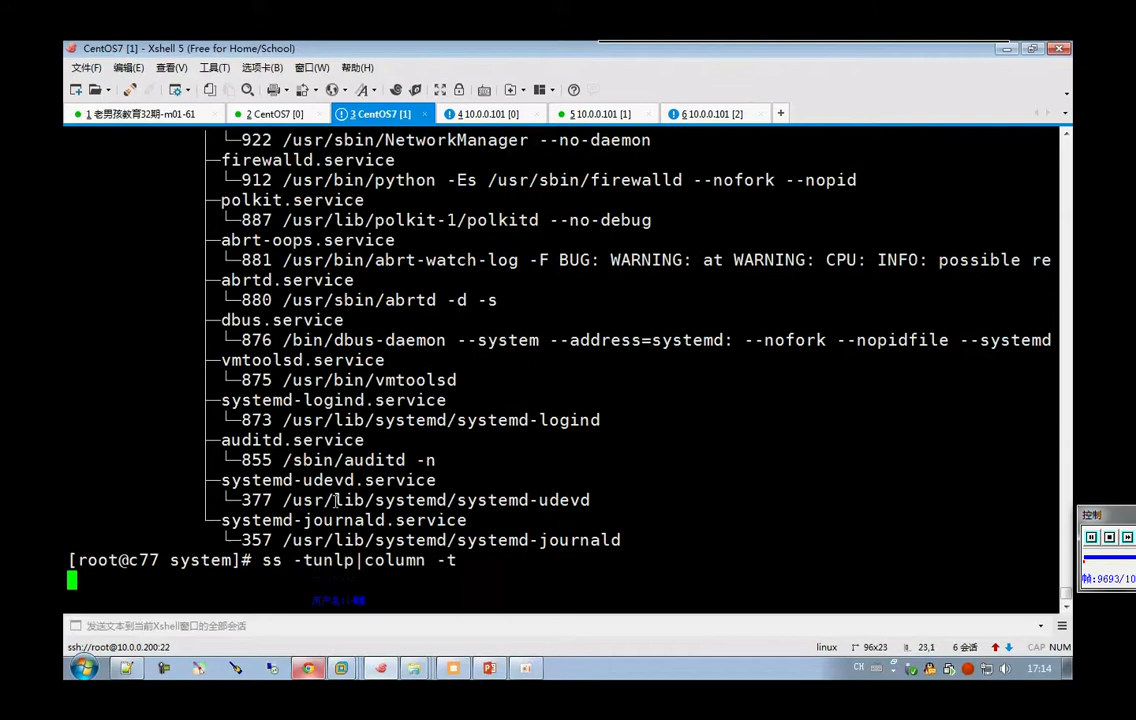 CentOS7 [1] - Xshell 5 (Free for Home/School)
文件(F) 编辑(E) 查看(V) 工具(T) 选项卡(B) 窗口(W) 帮助(H)
1 老男孩教育32期-m01-61 × 2 CentOS7 [0] × 3 CentOS7 [1] × 4 10.0.0.101 [0] × 5 10.0.0.101 [1] × 6 10.0.0.101 [2] × +
└─922 /usr/sbin/NetworkManager --no-daemon
├─firewalld.service
└─912 /usr/bin/python -Es /usr/sbin/firewalld --nofork --nopid
├─polkit.service
└─887 /usr/lib/polkit-1/polkitd --no-debug
├─abrt-oops.service
└─881 /usr/bin/abrt-watch-log -F BUG: WARNING: at WARNING: CPU: INFO: possible re
├─abrtd.service
└─880 /usr/sbin/abrtd -d -s
├─dbus.service
└─876 /bin/dbus-daemon --system --address=systemd: --nofork --nopidfile --systemd
├─vmtoolsd.service
└─875 /usr/bin/vmtoolsd
├─systemd-logind.service
└─873 /usr/lib/systemd/systemd-logind
├─auditd.service
└─855 /sbin/auditd -n
├─systemd-udevd.service
└─377 /usr/lib/systemd/systemd-udevd
└─systemd-journald.service
└─357 /usr/lib/systemd/systemd-journald
[root@c77 system]# ss -tunlp|column -t
控制
帧:9693/10
发送文本到当前Xshell窗口的全部会话
ssh://root@10.0.0.200:22 linux 96x23 23,1 6 会话 CAP NUM
CH 17:14